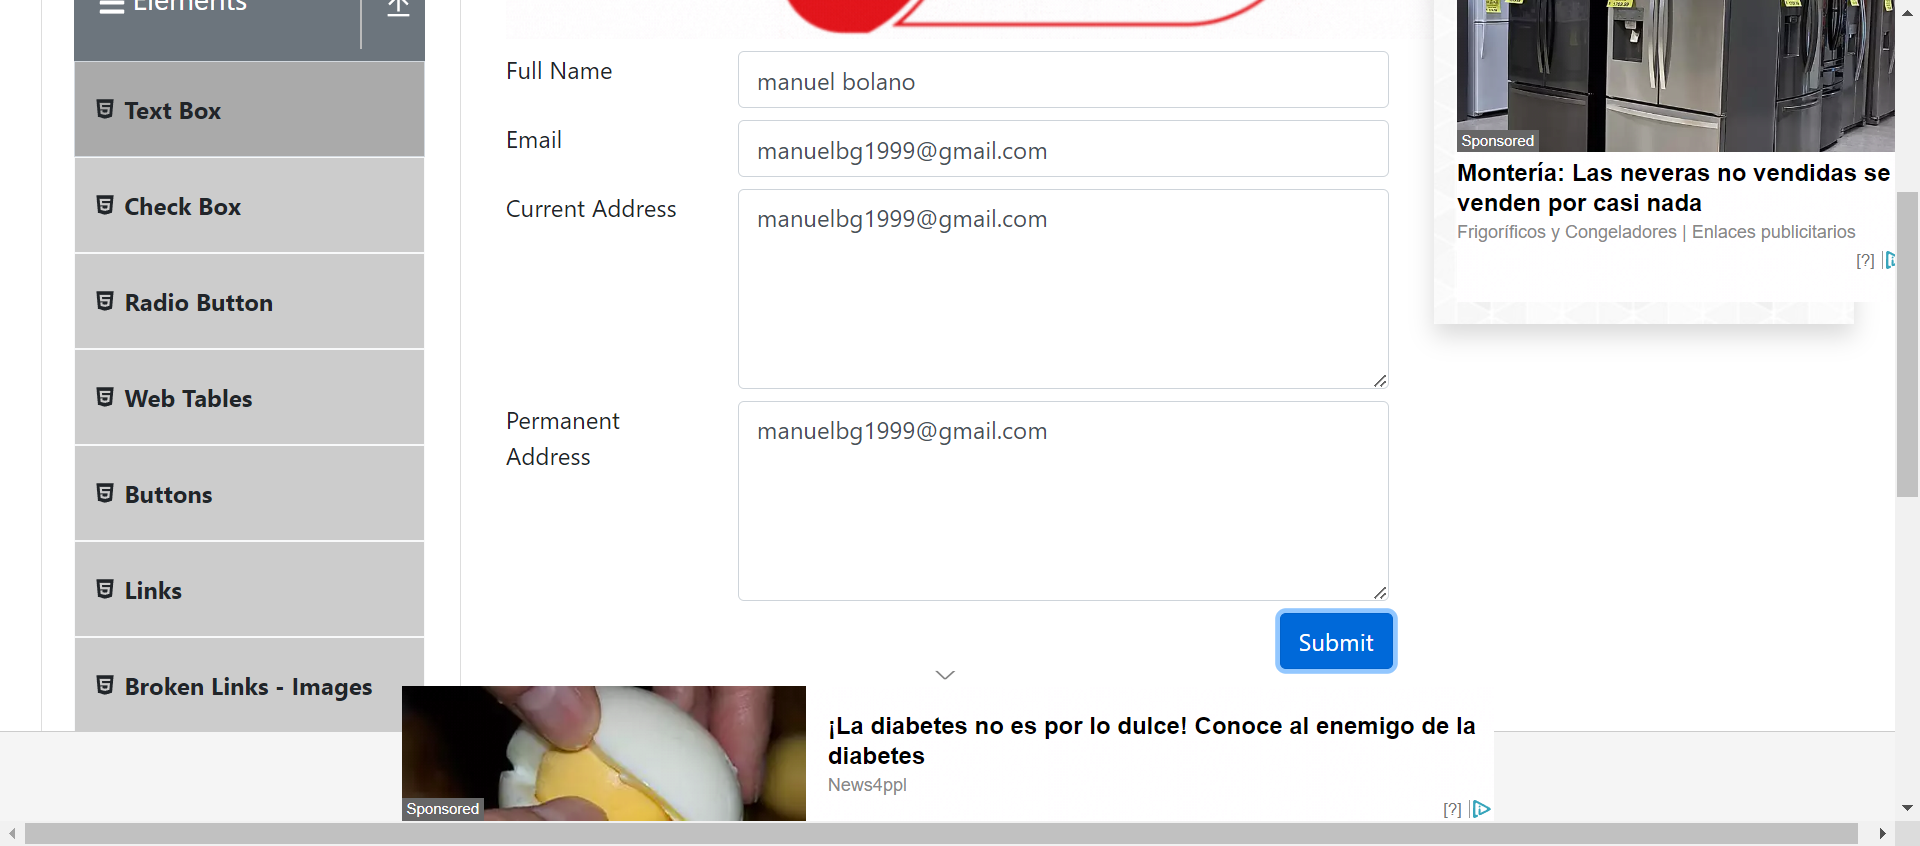 Elements
Text Box
Check Box
Radio Button
Web Tables
Buttons
Links
Broken Links - Images
Full Name
manuel bolano
Email
manuelbg1999@gmail.com
Current Address
manuelbg1999@gmail.com
Permanent
Address
manuelbg1999@gmail.com
Submit
Sponsored
Montería: Las neveras no vendidas se
venden por casi nada
Frigoríficos y Congeladores | Enlaces publicitarios
[?]
Sponsored
¡La diabetes no es por lo dulce! Conoce al enemigo de la
diabetes
News4ppl
[?]